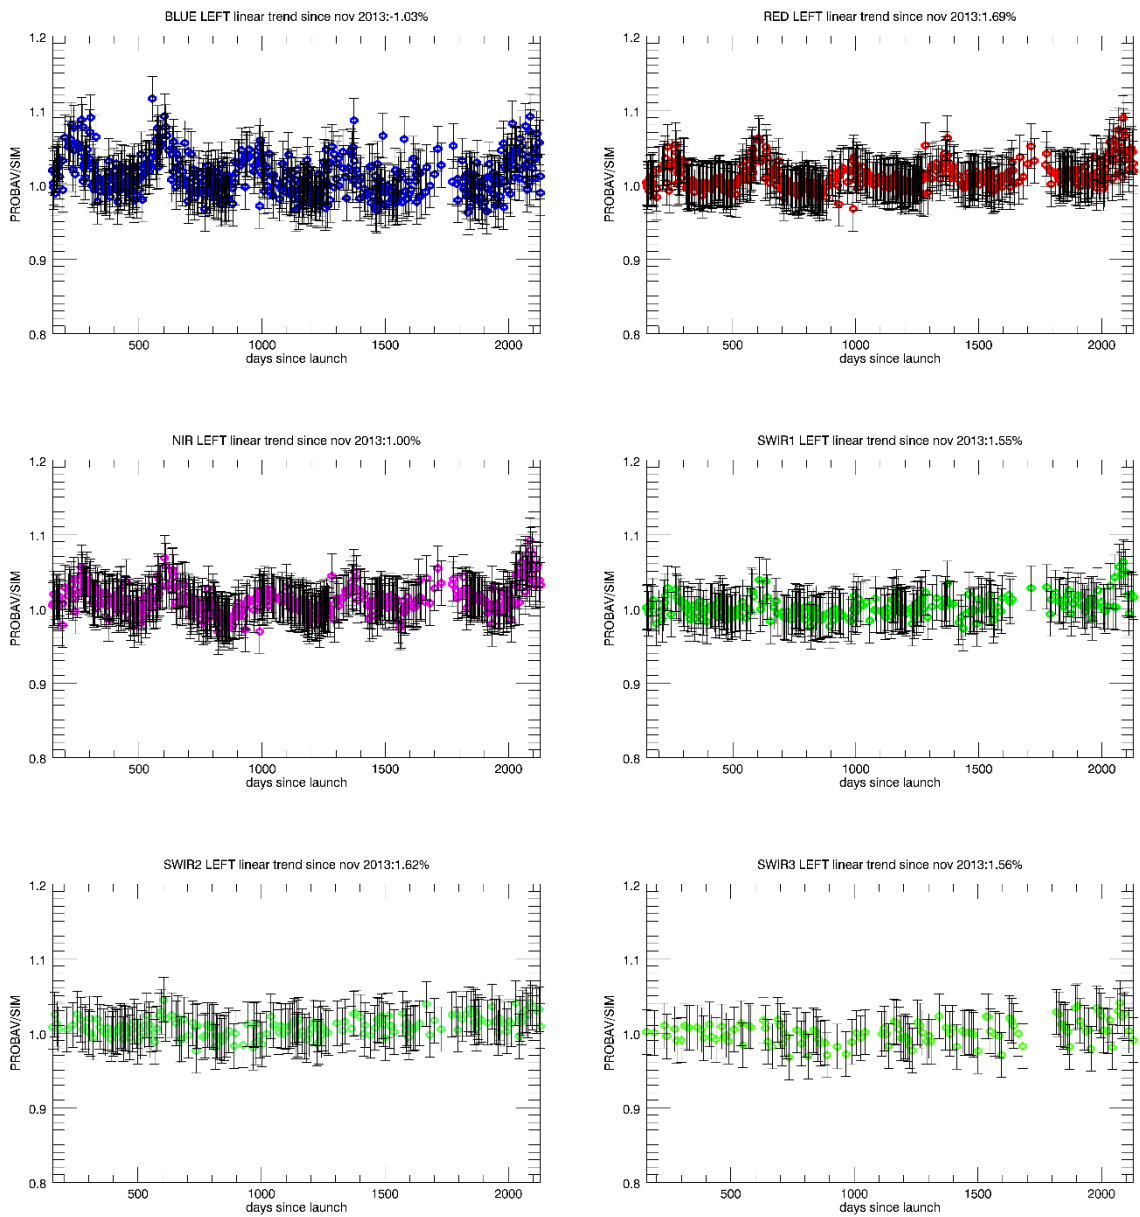 BLUE LEFT linear trend since nov 2013:-1.03%
1.2
1.1
1.0
0.9
0.8
PROBAV/SIM
500 1000 1500 2000
days since launch
RED LEFT linear trend since nov 2013:1.69%
1.2
1.1
1.0
0.9
0.8
PROBAV/SIM
500 1000 1500 2000
days since launch
NIR LEFT linear trend since nov 2013:1.00%
1.2
1.1
1.0
0.9
0.8
PROBAV/SIM
500 1000 1500 2000
days since launch
SWIR1 LEFT linear trend since nov 2013:1.55%
1.2
1.1
1.0
0.9
0.8
PROBAV/SIM
500 1000 1500 2000
days since launch
SWIR2 LEFT linear trend since nov 2013:1.62%
1.2
1.1
1.0
0.9
0.8
PROBAV/SIM
500 1000 1500 2000
days since launch
SWIR3 LEFT linear trend since nov 2013:1.56%
1.2
1.1
1.0
0.9
0.8
PROBAV/SIM
500 1000 1500 2000
days since launch